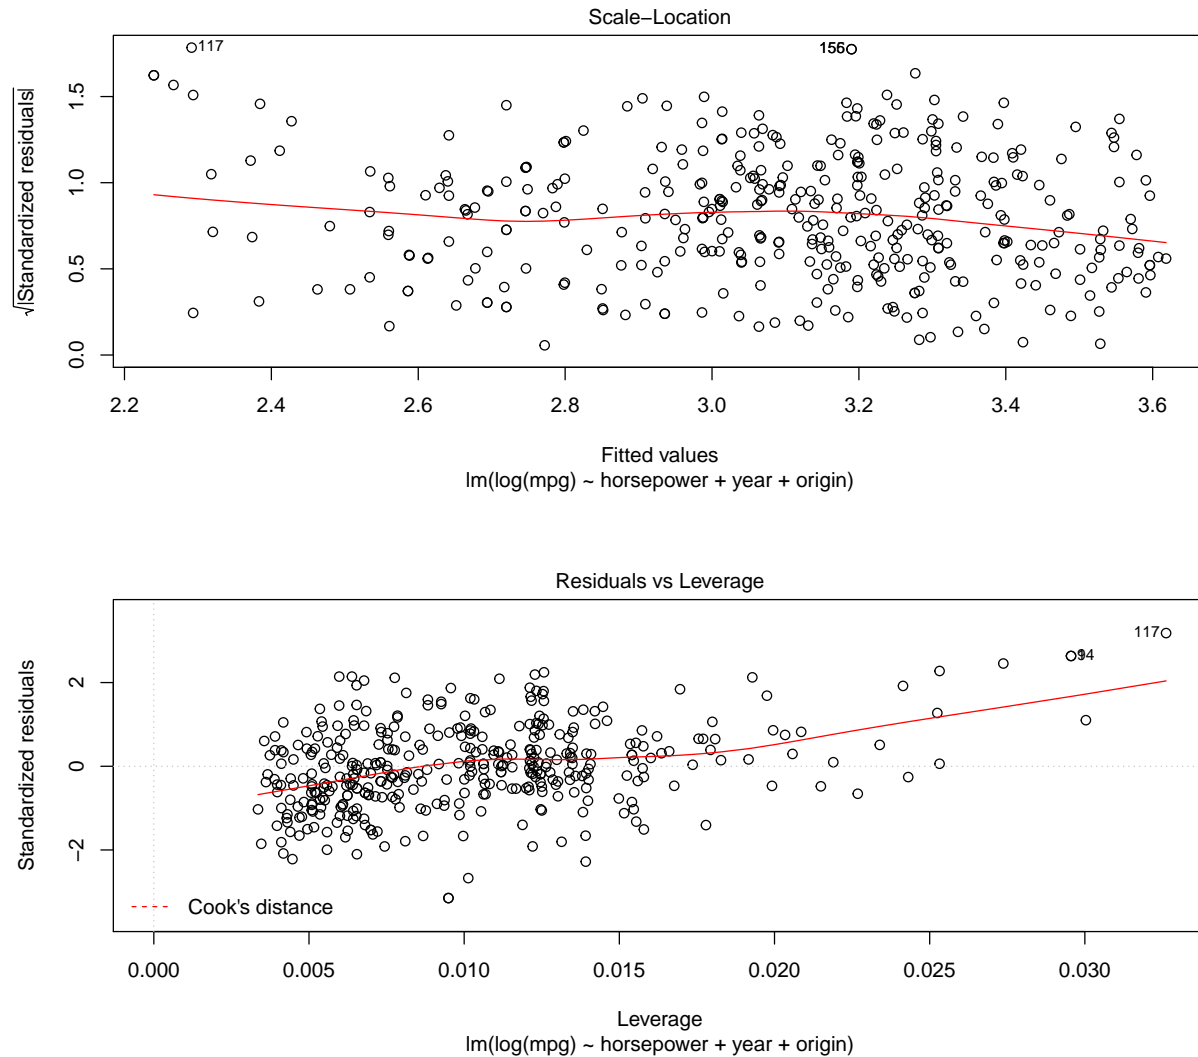 Scale−Location
117
156
√|Standardized residuals|
0.0
0.5
1.0
1.5
2.2
2.4
2.6
2.8
3.0
3.2
3.4
3.6
Fitted values
lm(log(mpg) ~ horsepower + year + origin)
Residuals vs Leverage
117
94
Standardized residuals
−2
0
2
Cook's distance
0.000
0.005
0.010
0.015
0.020
0.025
0.030
Leverage
lm(log(mpg) ~ horsepower + year + origin)